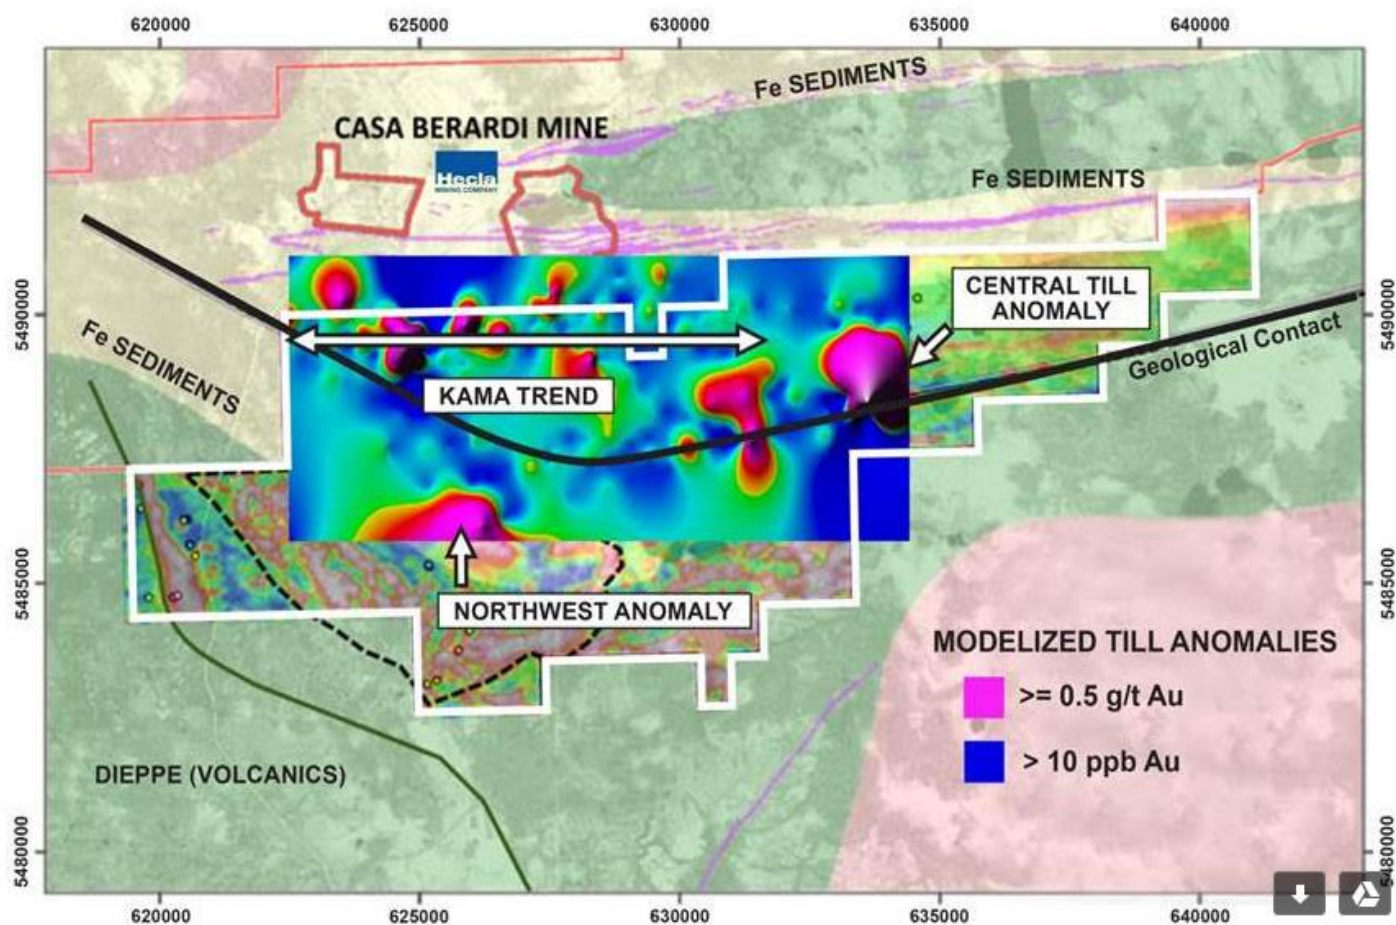 620000
625000
630000
635000
640000
Fe SEDIMENTS
CASA BERARDI MINE
Hecla
MINING COMPANY
Fe SEDIMENTS
5490000
5490000
CENTRAL TILL
ANOMALY
Geological Contact
Fe SEDIMENTS
KAMA TREND
5485000
5485000
NORTHWEST ANOMALY
MODELIZED TILL ANOMALIES
>= 0.5 g/t Au
> 10 ppb Au
DIEPPE (VOLCANICS)
5480000
5480000
620000
625000
630000
635000
640000